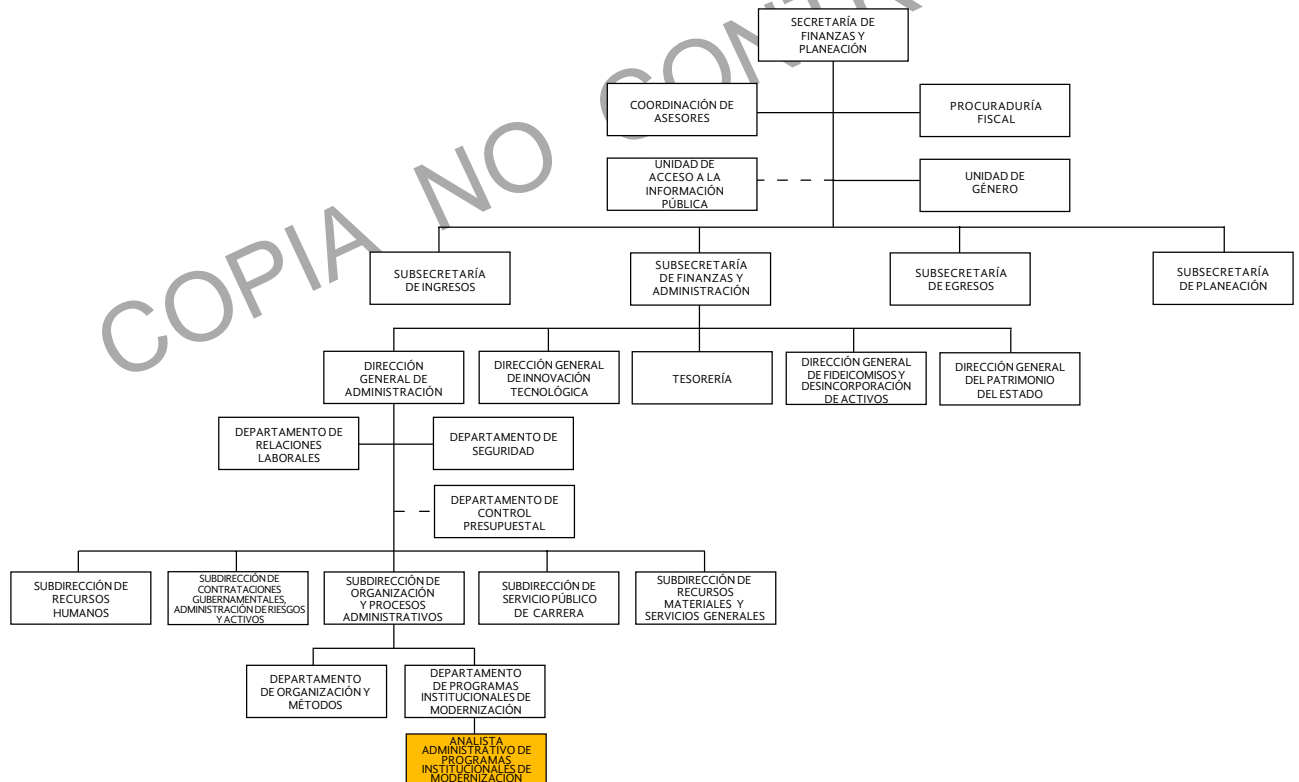 SECRETARÍA DE
FINANZAS Y
PLANEACIÓN
COORDINACIÓN DE
ASESORES
PROCURADURÍA
FISCAL
UNIDAD DE
ACCESO A LA
INFORMACIÓN
PÚBLICA
UNIDAD DE
GÉNERO
COPIA NO CONTR
SUBSECRETARÍA
DE INGRESOS
SUBSECRETARÍA
DE FINANZAS Y
ADMINISTRACIÓN
SUBSECRETARÍA
DE EGRESOS
SUBSECRETARÍA
DE PLANEACIÓN
DIRECCIÓN
GENERAL DE
ADMINISTRACIÓN
DIRECCIÓN GENERAL
DE INNOVACIÓN
TECNOLÓGICA
TESORERÍA
DIRECCIÓN GENERAL
DE FIDEICOMISOS Y
DESINCORPORACIÓN
DE ACTIVOS
DIRECCIÓN GENERAL
DEL PATRIMONIO
DEL ESTADO
DEPARTAMENTO DE
RELACIONES
LABORALES
DEPARTAMENTO DE
SEGURIDAD
DEPARTAMENTO DE
CONTROL
PRESUPUESTAL
SUBDIRECCIÓN DE
RECURSOS
HUMANOS
SUBDIRECCIÓN DE
CONTRATACIONES
GUBERNAMENTALES,
ADMINISTRACIÓN DE RIESGOS
Y ACTIVOS
SUBDIRECCIÓN DE
ORGANIZACIÓN
Y PROCESOS
ADMINISTRATIVOS
SUBDIRECCIÓN DE
SERVICIO PÚBLICO
DE CARRERA
SUBDIRECCIÓN DE
RECURSOS
MATERIALES Y
SERVICIOS GENERALES
DEPARTAMENTO
DE ORGANIZACIÓN Y
MÉTODOS
DEPARTAMENTO
DE PROGRAMAS
INSTITUCIONALES DE
MODERNIZACIÓN
ANALISTA
ADMINISTRATIVO DE
PROGRAMAS
INSTITUCIONALES DE
MODERNIZACIÓN